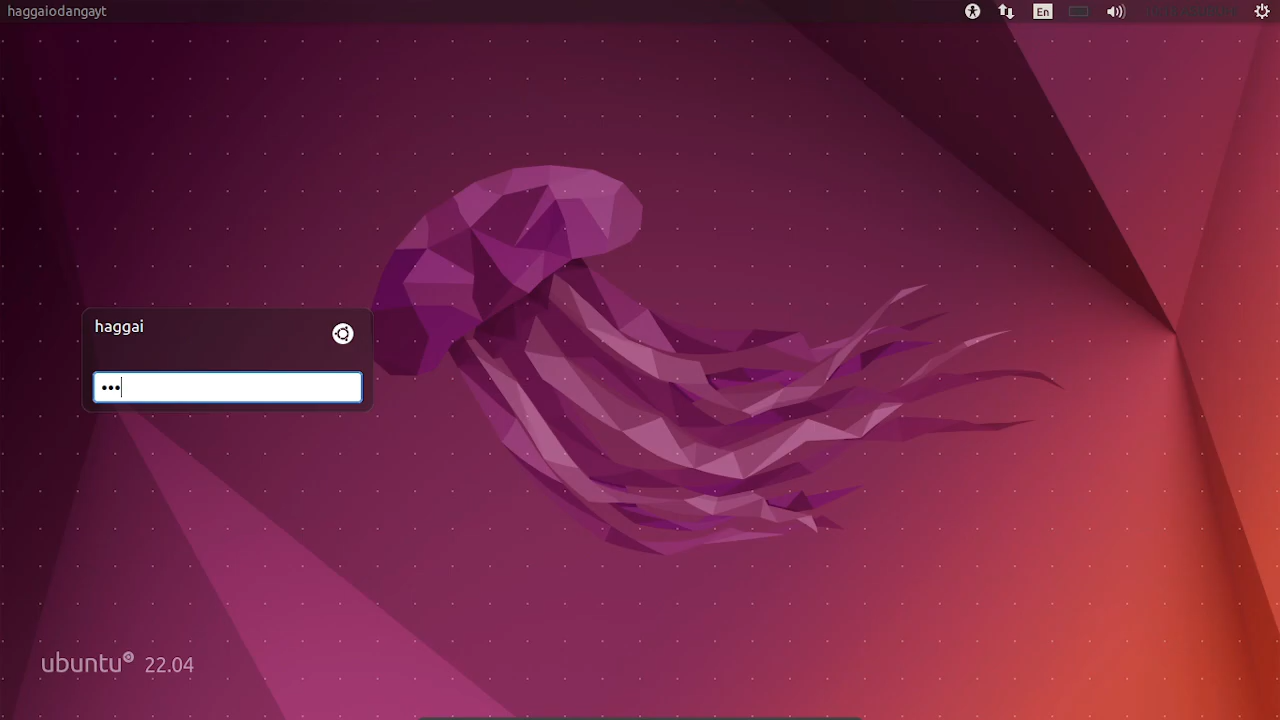 haggaiodangayt
En
haggai
•••
ubuntu 22.04